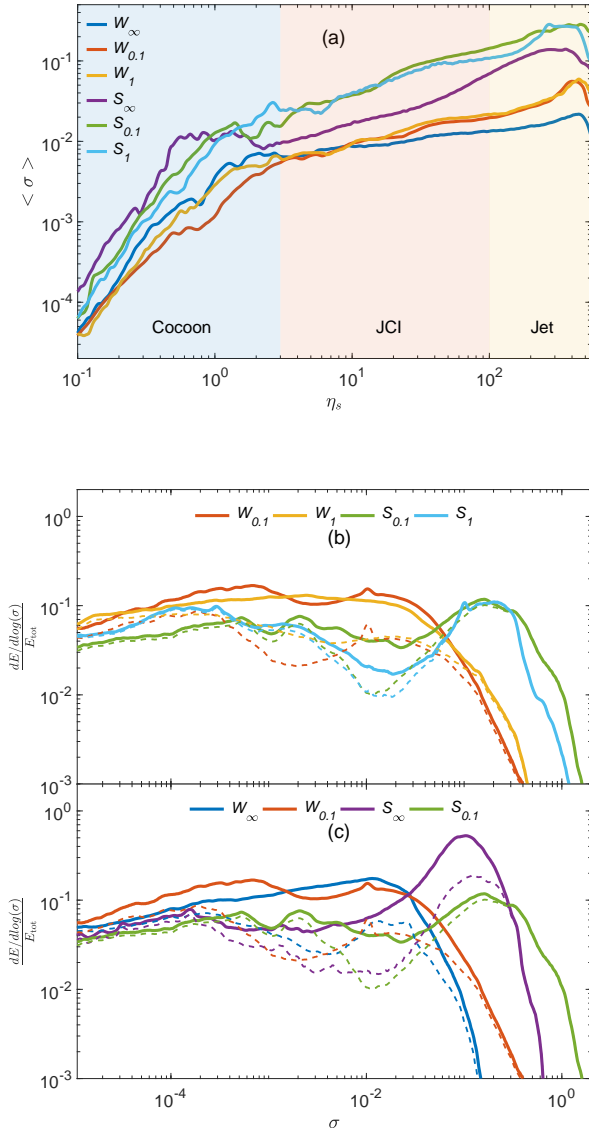 (a)
W∞
W0.1
W1
S∞
S0.1
S1
10^-1
10^-2
10^-3
10^-4
< σ >
Cocoon JCI Jet
10^-1 10^0 10^1 10^2
η_s
W0.1 W1 S0.1 S1
(b)
10^0
10^-1
10^-2
10^-3
dE/dlog(σ)
E_tot
W∞ W0.1 S∞ S0.1
(c)
10^0
10^-1
10^-2
10^-3
dE/dlog(σ)
E_tot
10^-4 10^-2 10^0
σ